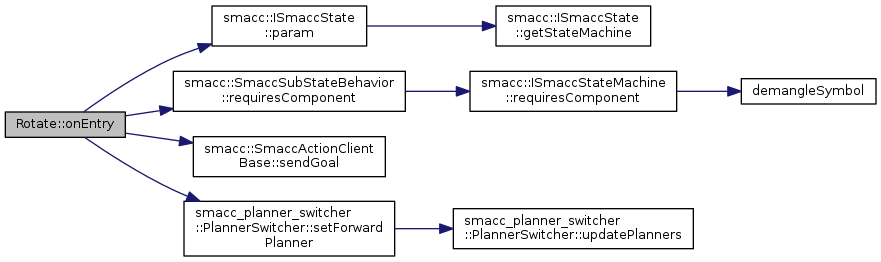 Rotate::onEntry
smacc::ISmaccState
::param
smacc::ISmaccState
::getStateMachine
smacc::SmaccSubStateBehavior
::requiresComponent
smacc::ISmaccStateMachine
::requiresComponent
demangleSymbol
smacc::SmaccActionClient
Base::sendGoal
smacc_planner_switcher
::PlannerSwitcher::setForward
Planner
smacc_planner_switcher
::PlannerSwitcher::updatePlanners